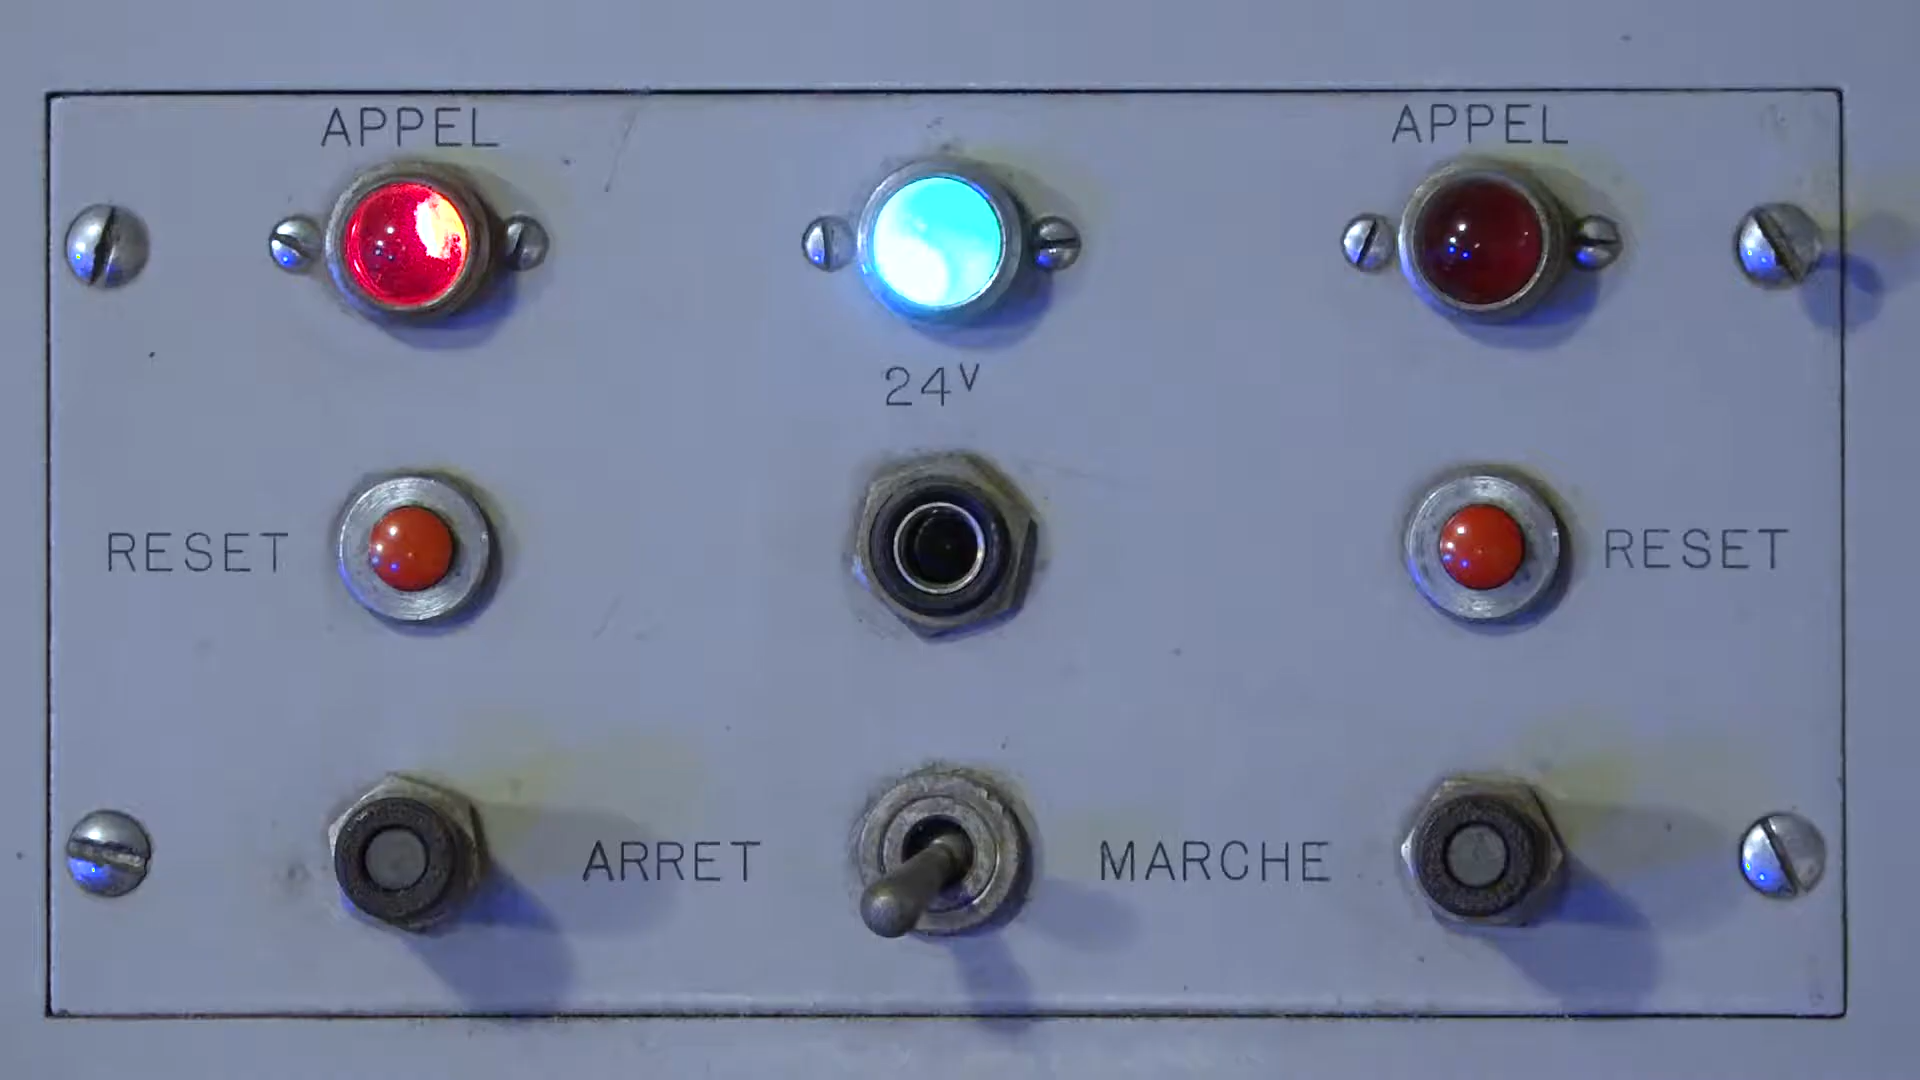 APPEL
APPEL
24V
RESET
RESET
ARRET
MARCHE